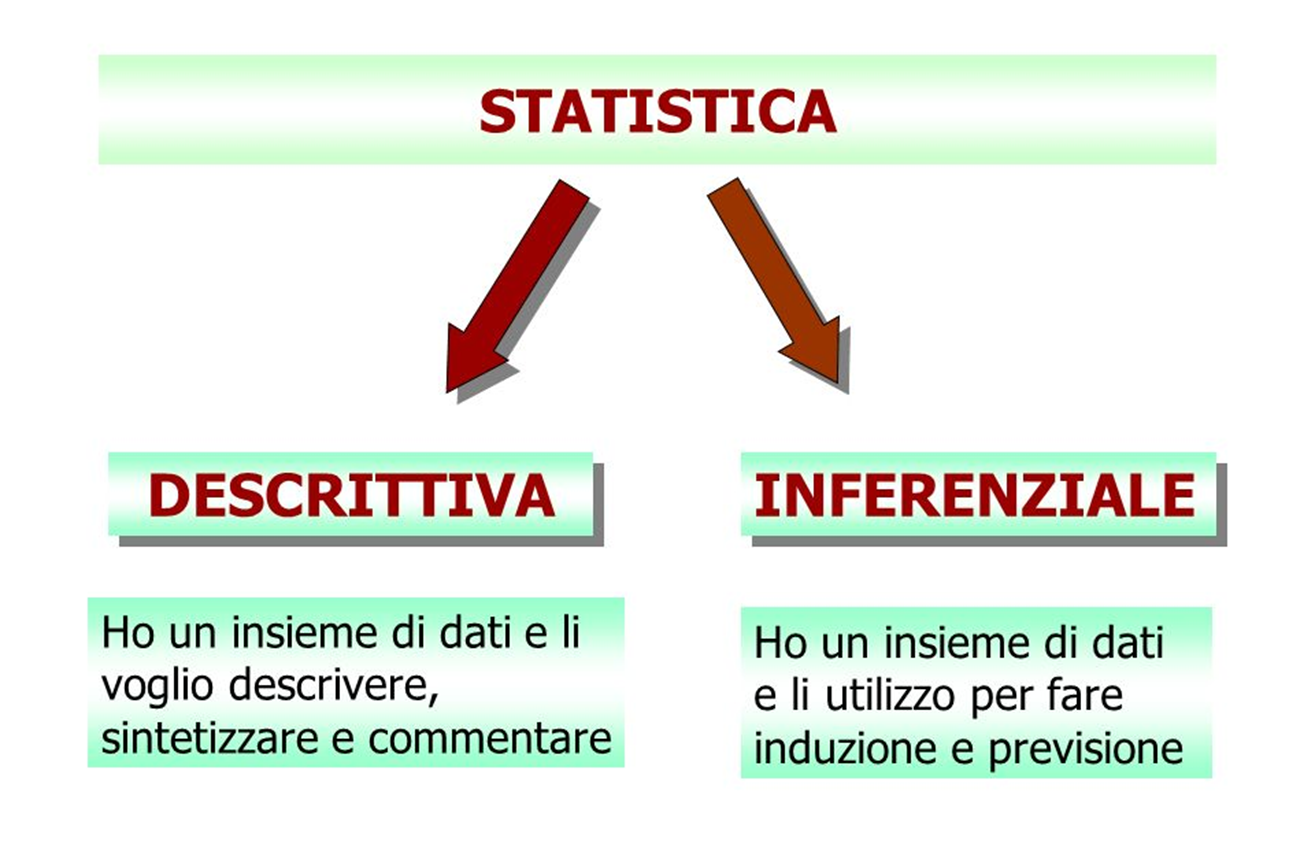 STATISTICA
DESCRITTIVA
INFERENZIALE
Ho un insieme di dati e li
voglio descrivere,
sintetizzare e commentare
Ho un insieme di dati
e li utilizzo per fare
induzione e previsione